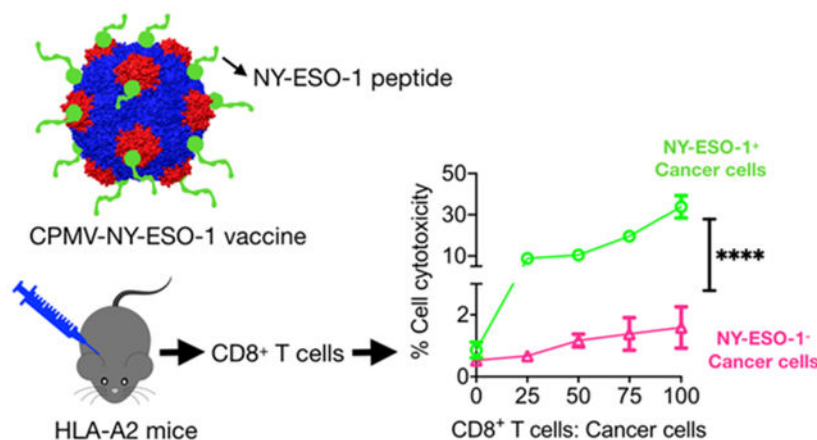 NY-ESO-1 peptide
CPMV-NY-ESO-1 vaccine
HLA-A2 mice
CD8⁺ T cells
NY-ESO-1⁺
Cancer cells
50
30
10
2
1
0
% Cell cytotoxicity
****
NY-ESO-1⁻
Cancer cells
0 25 50 75 100
CD8⁺ T cells: Cancer cells